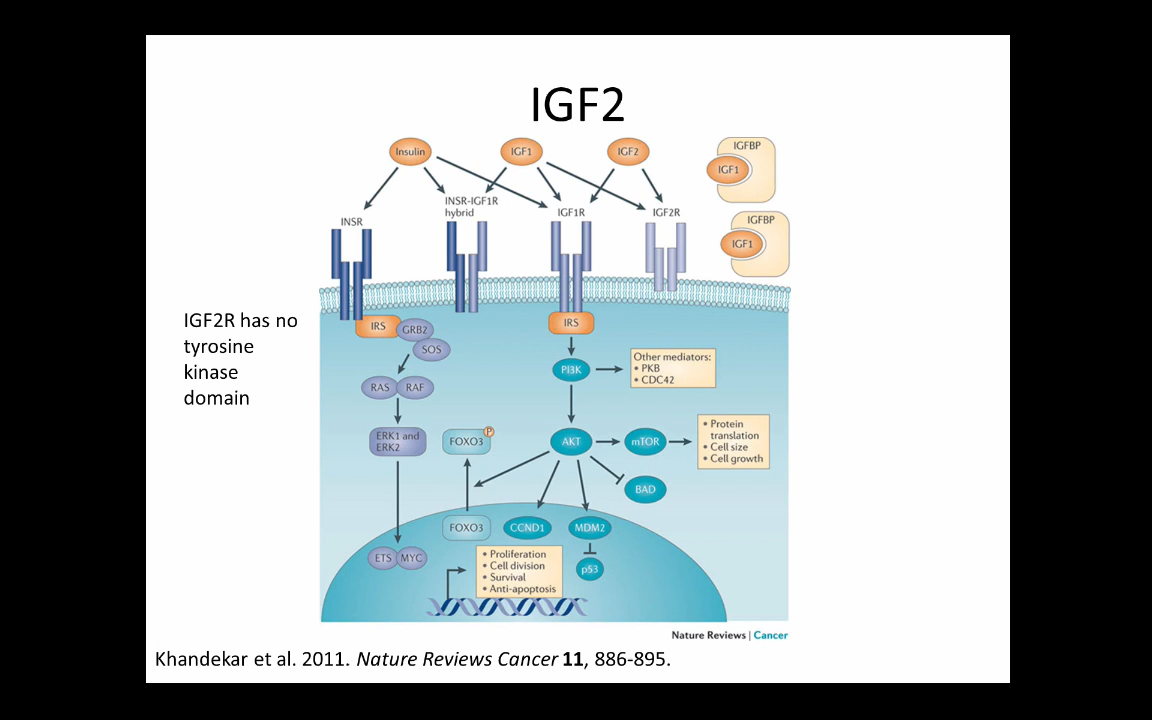 IGF2
Insulin
IGF1
IGF2
IGFBP
IGF1
INSR
INSR-IGF1R
hybrid
IGF1R
IGF2R
IGFBP
IGF1
IGF2R has no
tyrosine
kinase
domain
IRS
GRB2
SOS
RAS
RAF
ERK1 and
ERK2
ETS
MYC
IRS
PI3K
Other mediators:
• PKB
• CDC42
FOXO3
P
AKT
mTOR
• Protein
translation
• Cell size
• Cell growth
BAD
FOXO3
CCND1
MDM2
p53
• Proliferation
• Cell division
• Survival
• Anti-apoptosis
Nature Reviews | Cancer
Khandekar et al. 2011. Nature Reviews Cancer 11, 886-895.